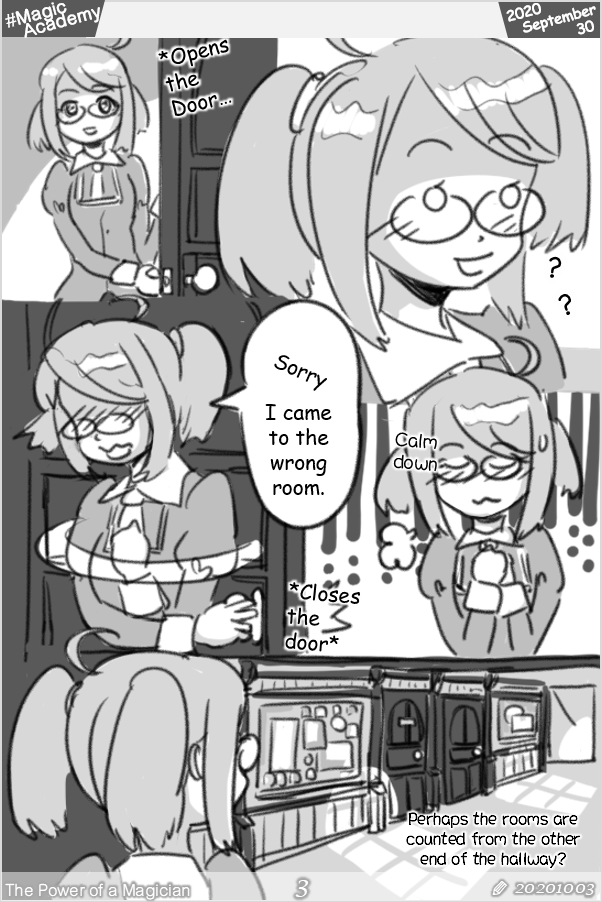 #Magic
Academy
2020
September
30
*Opens
the
Door...
?
?
Sorry
I came
to the
wrong
room.
Calm
down
*Closes
the
door*
Perhaps the rooms are
counted from the other
end of the hallway?
The Power of a Magician
3
20201003